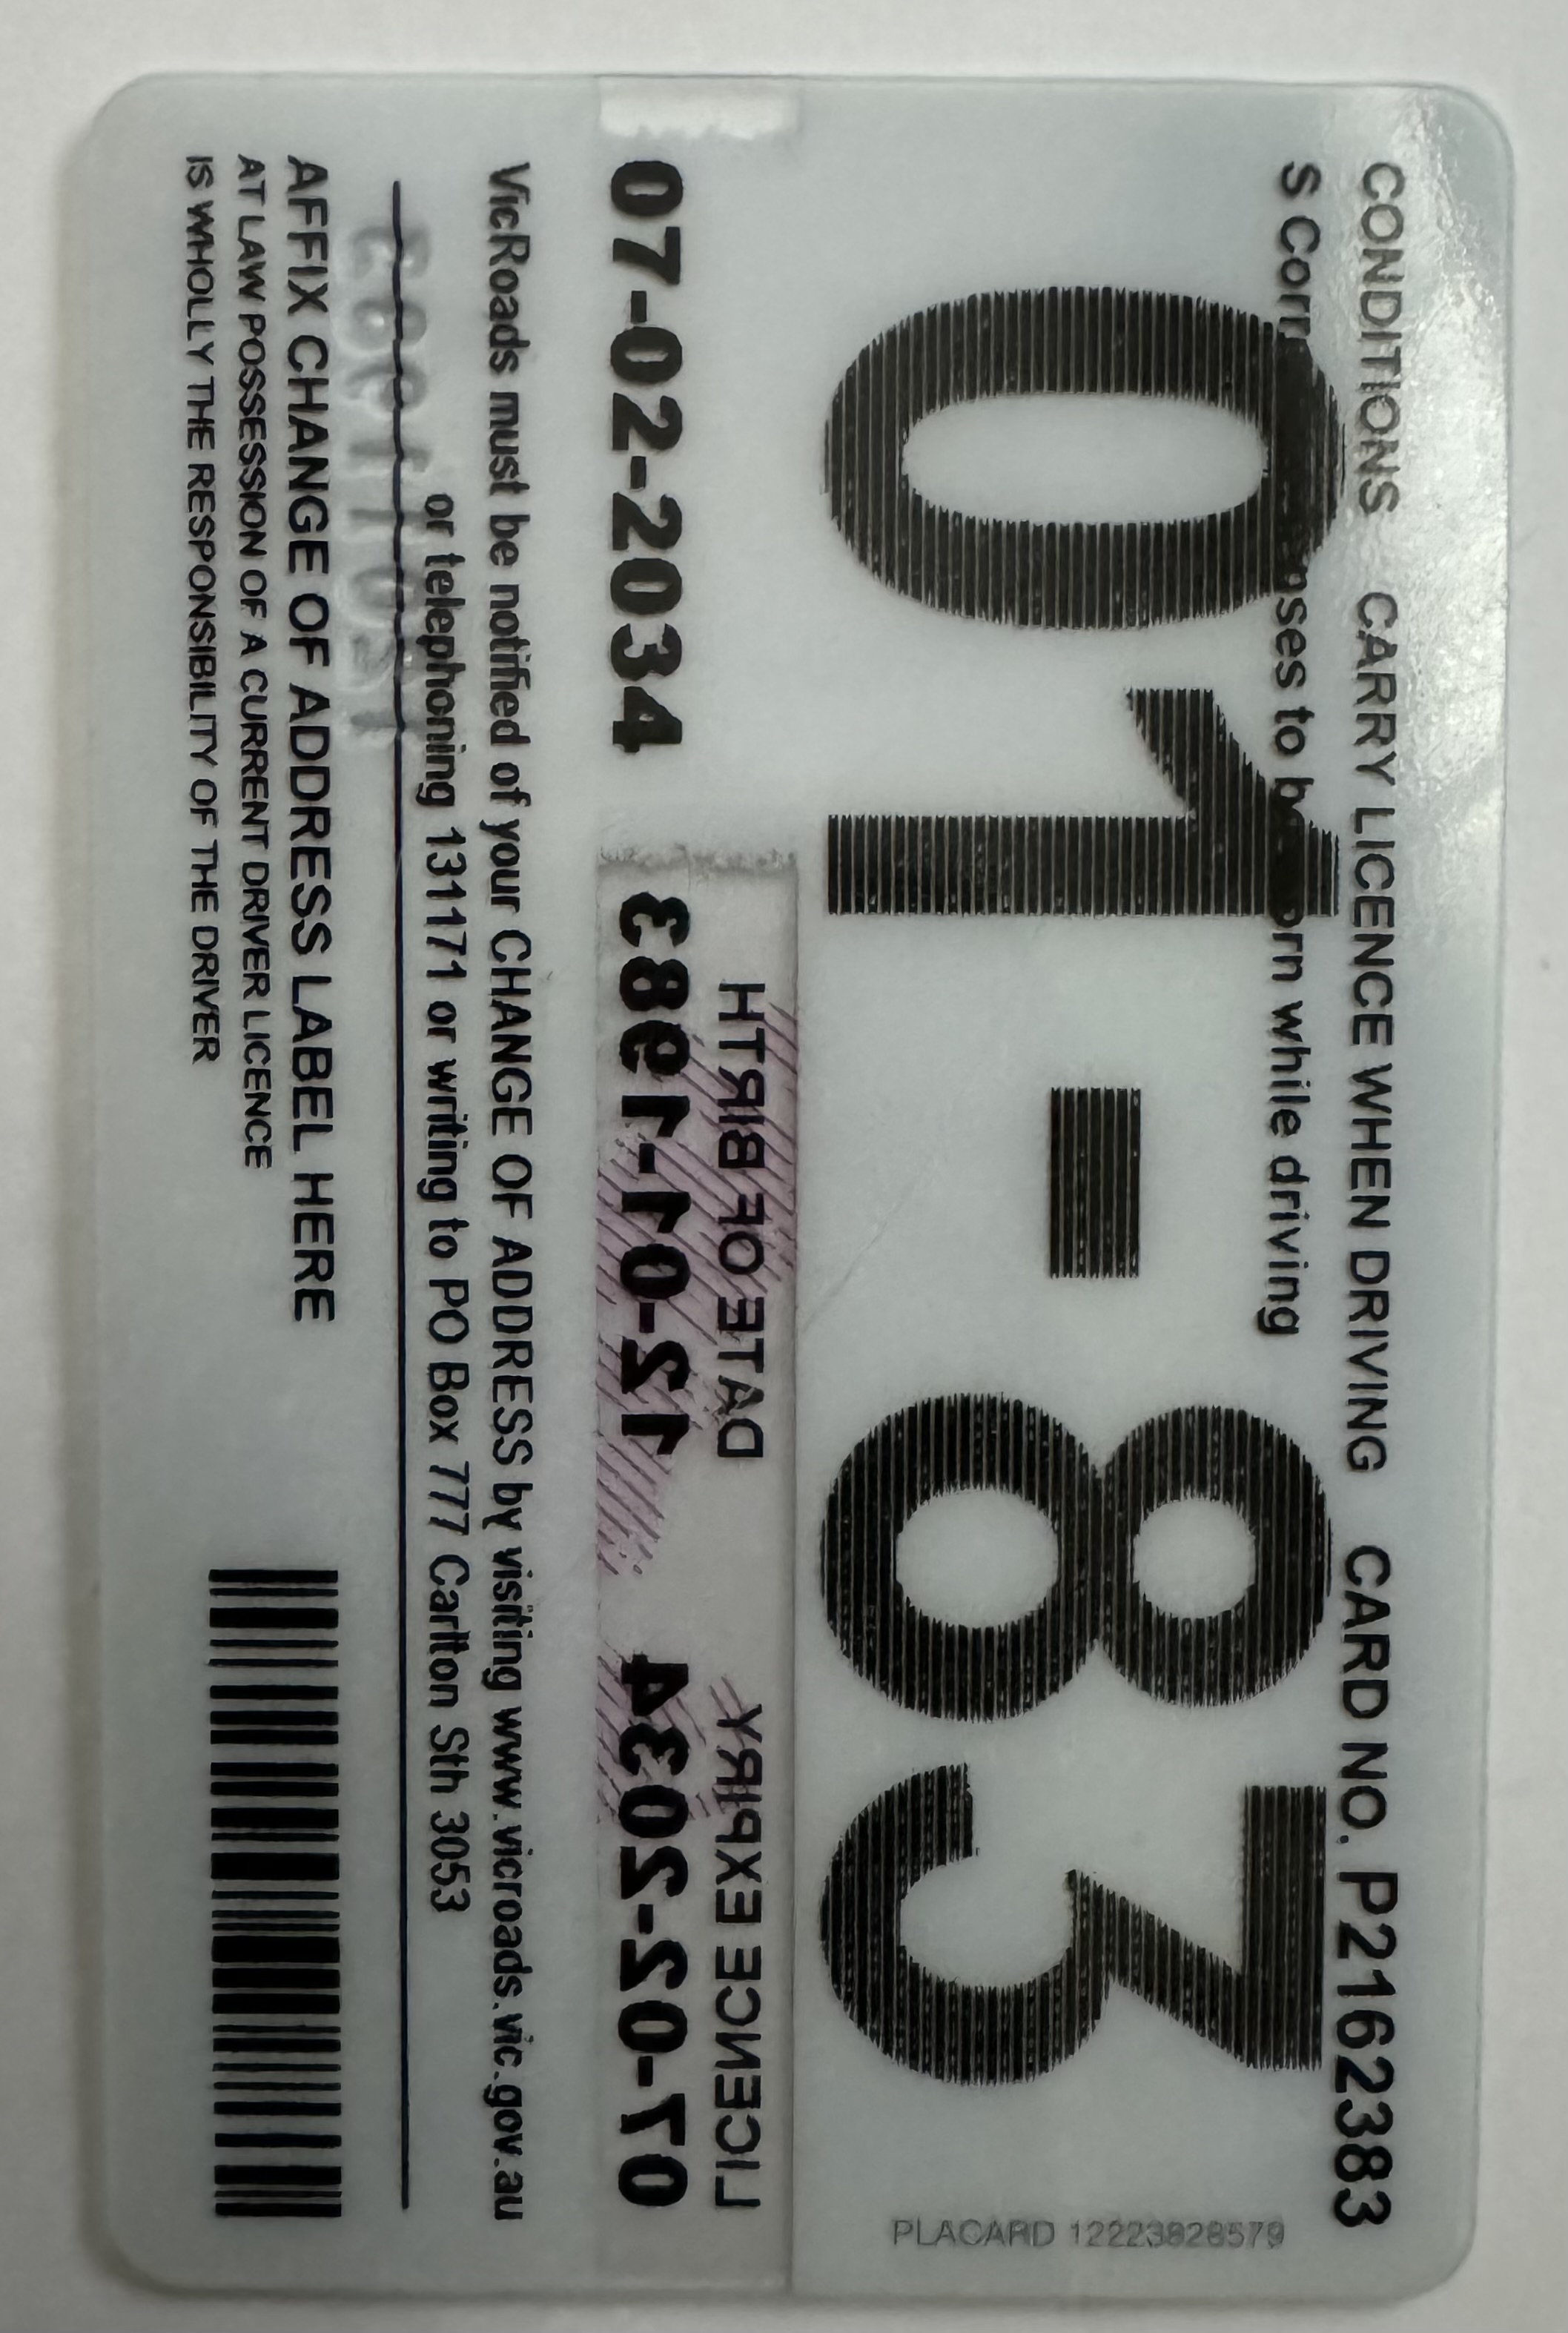 CONDITIONS CARRY LICENCE WHEN DRIVING CARD NO. P2162383
S Corr ses to b orn while driving
01-83
PLACARD 12223828579
DATE OF BIRTH LICENCE EXPIRY
07-02-2034 12-01-1983 07-02-2034
VicRoads must be notified of your CHANGE OF ADDRESS by visiting www.vicroads.vic.gov.au
or telephoning 131171 or writing to PO Box 777 Carlton Sth 3053
AFFIX CHANGE OF ADDRESS LABEL HERE
AT LAW POSSESSION OF A CURRENT DRIVER LICENCE
IS WHOLLY THE RESPONSIBILITY OF THE DRIVER